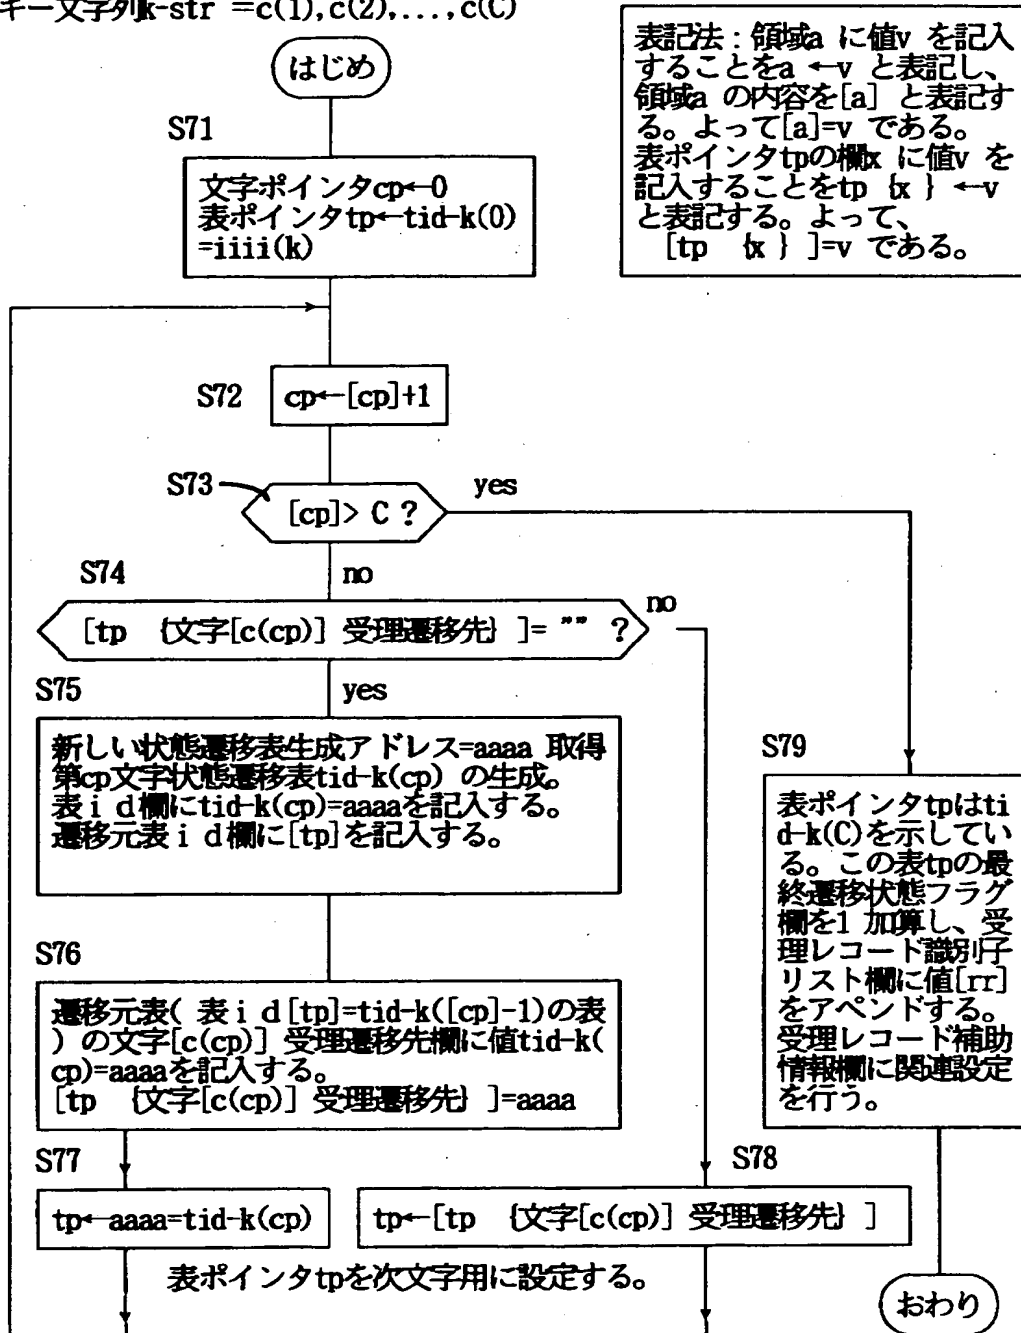 キー文字列k-str =c(1),c(2),...,c(C)
はじめ
表記法：領域a に値v を記入
することをa ←v と表記し、
領域a の内容を[a] と表記す
る。よって[a]=v である。
表ポインタtpの欄x に値v を
記入することをtp {x } ←v
と表記する。よって、
[tp {x } ]=v である。
S71
文字ポインタcp←0
表ポインタtp←tid-k(0)
=iiii(k)
S72
cp←[cp]+1
S73
[cp]> C ?
yes
no
S74
[tp {文字[c(cp)] 受理遷移先} ]= "" ?
no
yes
S75
新しい状態遷移表生成アドレス=aaaa 取得
第cp文字状態遷移表tid-k(cp) の生成。
表ｉｄ欄にtid-k(cp)=aaaaを記入する。
遷移元表ｉｄ欄に[tp]を記入する。
S76
遷移元表( 表ｉｄ[tp]=tid-k([cp]-1)の表
) の文字[c(cp)] 受理遷移先欄に値tid-k(
cp)=aaaaを記入する。
[tp {文字[c(cp)] 受理遷移先} ]=aaaa
S77
tp←aaaa=tid-k(cp)
S78
tp←[tp {文字[c(cp)] 受理遷移先} ]
表ポインタtpを次文字用に設定する。
S79
表ポインタtpはti
d-k(C)を示してい
る。この表tpの最
終遷移状態フラグ
欄を1 加算し、受
理レコード識別子
リスト欄に値[rr]
をアペンドする。
受理レコード補助
情報欄に関連設定
を行う。
おわり